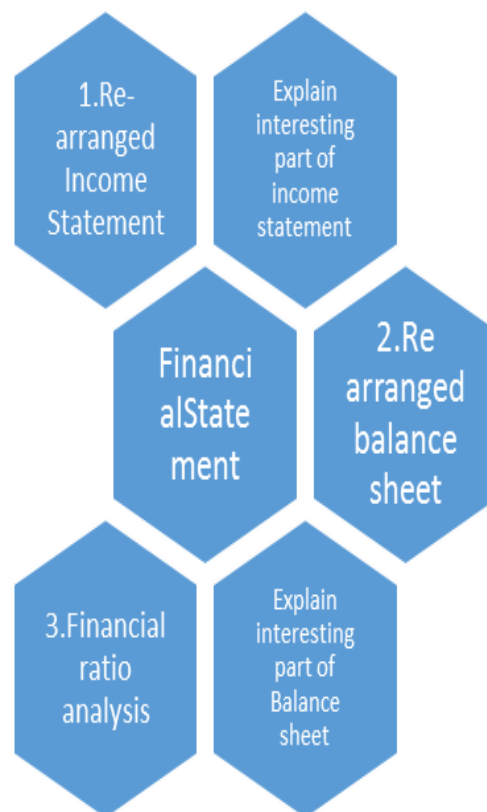 1.Re-
arranged
Income
Statement
Explain
interesting
part of
income
statement
Financi
alState
ment
2.Re
arranged
balance
sheet
3.Financial
ratio
analysis
Explain
interesting
part of
Balance
sheet